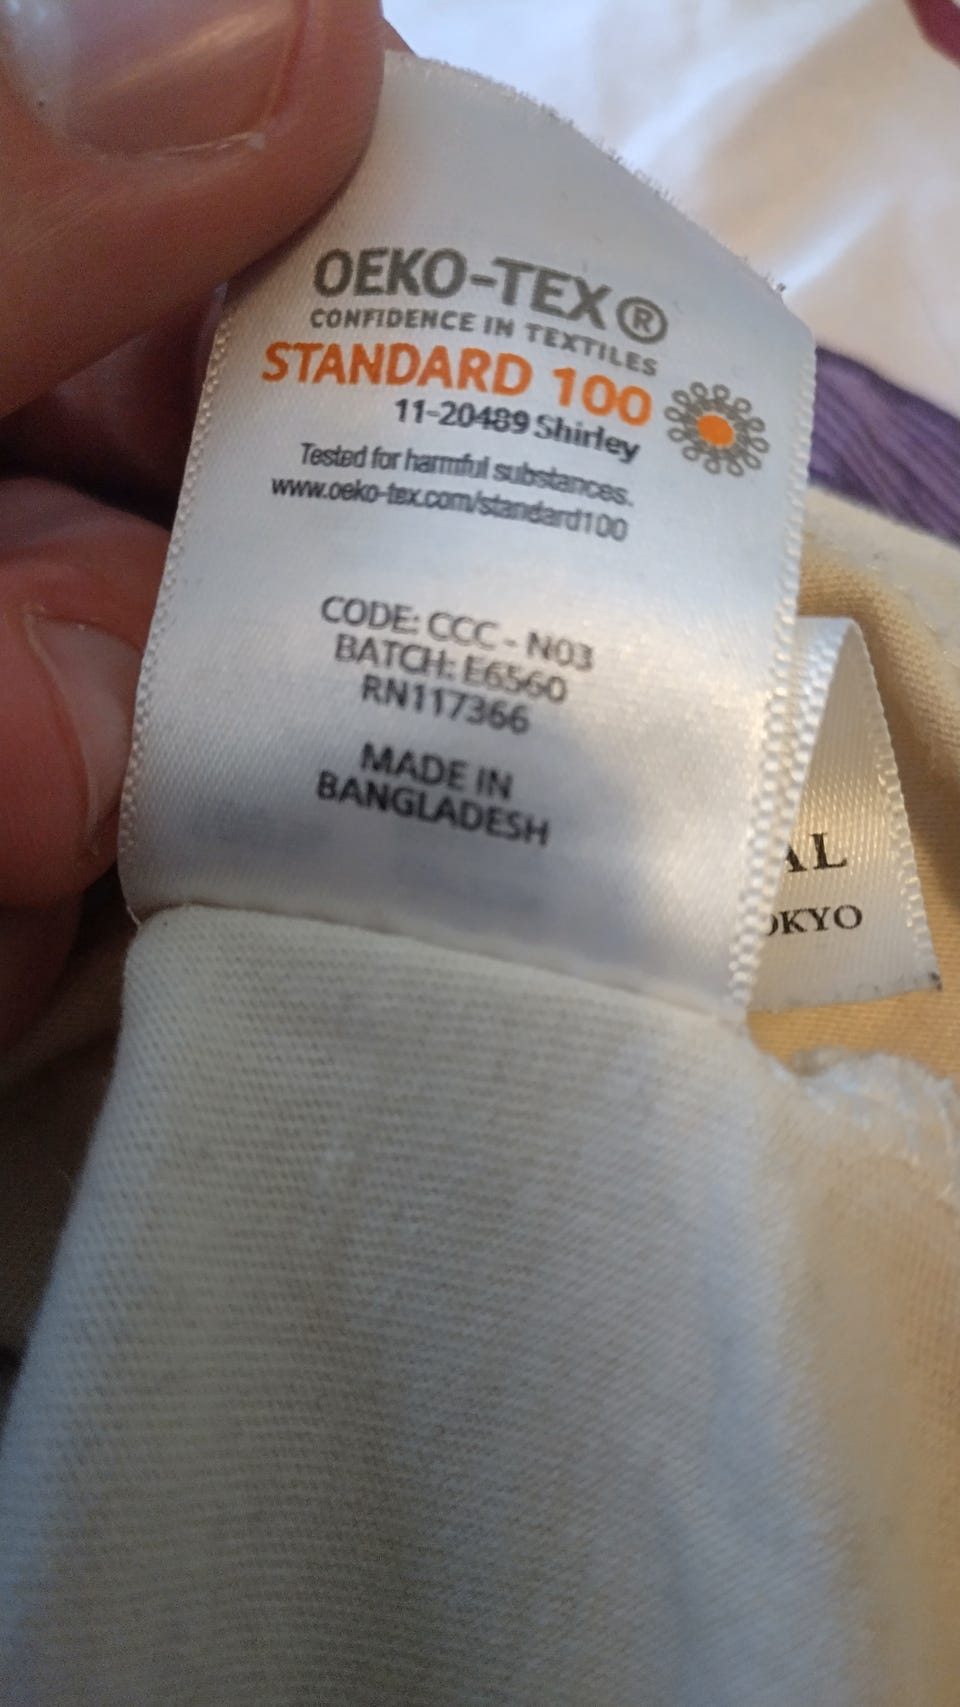 OEKO-TEX®
CONFIDENCE IN TEXTILES
STANDARD 100
11-20489 Shirley
Tested for harmful substances.
www.oeko-tex.com/standard100
CODE: CCC - N03
BATCH: E6560
RN117366
MADE IN
BANGLADESH
AL
OKYO